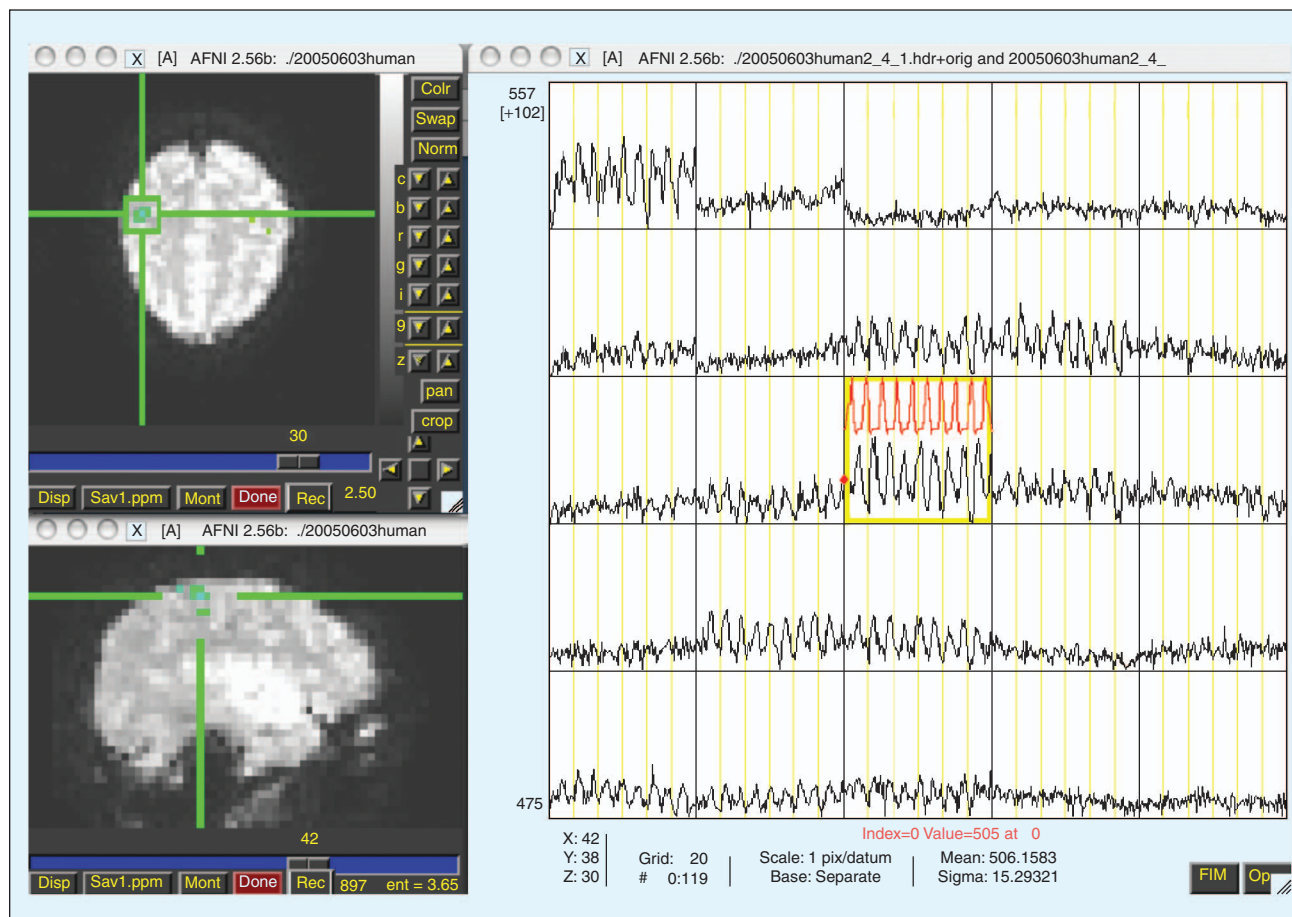 X [A] AFNI 2.56b: ./20050603human
Colr
Swap
Norm
c
b
r
g
i
9
z
pan
crop
30
Disp Sav1.ppm Mont Done Rec 2.50
X [A] AFNI 2.56b: ./20050603human
42
Disp Sav1.ppm Mont Done Rec 897 ent = 3.65
X [A] AFNI 2.56b: ./20050603human2_4_1.hdr+orig and 20050603human2_4_
557
[+102]
475
Index=0 Value=505 at 0
X: 42
Y: 38
Z: 30
Grid: 20
# 0:119
Scale: 1 pix/datum
Base: Separate
Mean: 506.1583
Sigma: 15.29321
FIM
Op